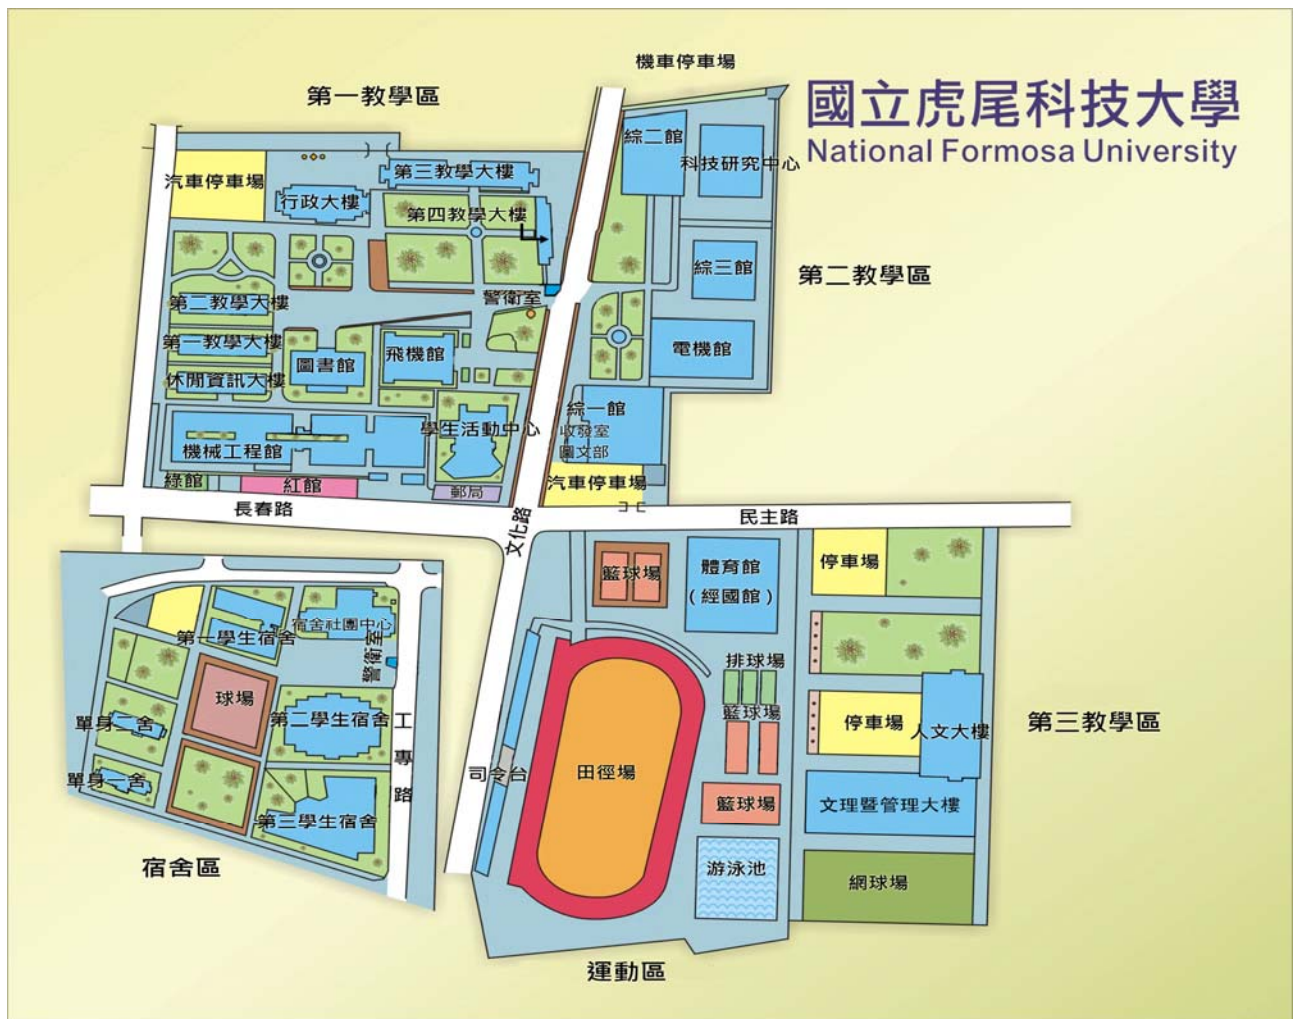 機車停車場
第一教學區
國立虎尾科技大學
National Formosa University
綜二館
科技研究中心
第三教學大樓
汽車停車場
行政大樓
第四教學大樓
綜三館
第二教學區
警衛室
第二教學大樓
第一教學大樓
飛機館
電機館
圖書館
休閒資訊大樓
綜一館
學生活動中心
收發室
圖文部
機械工程館
綠館
紅館
郵局
汽車停車場
長春路
文化路
民主路
籃球場
體育館
(經國館)
停車場
宿舍社團中心
第一學生宿舍
警衛室
排球場
球場
籃球場
單身二舍
第二學生宿舍
工專路
停車場
人文大樓
第三教學區
單身一舍
司令台
田徑場
籃球場
文理暨管理大樓
第三學生宿舍
宿舍區
游泳池
網球場
運動區